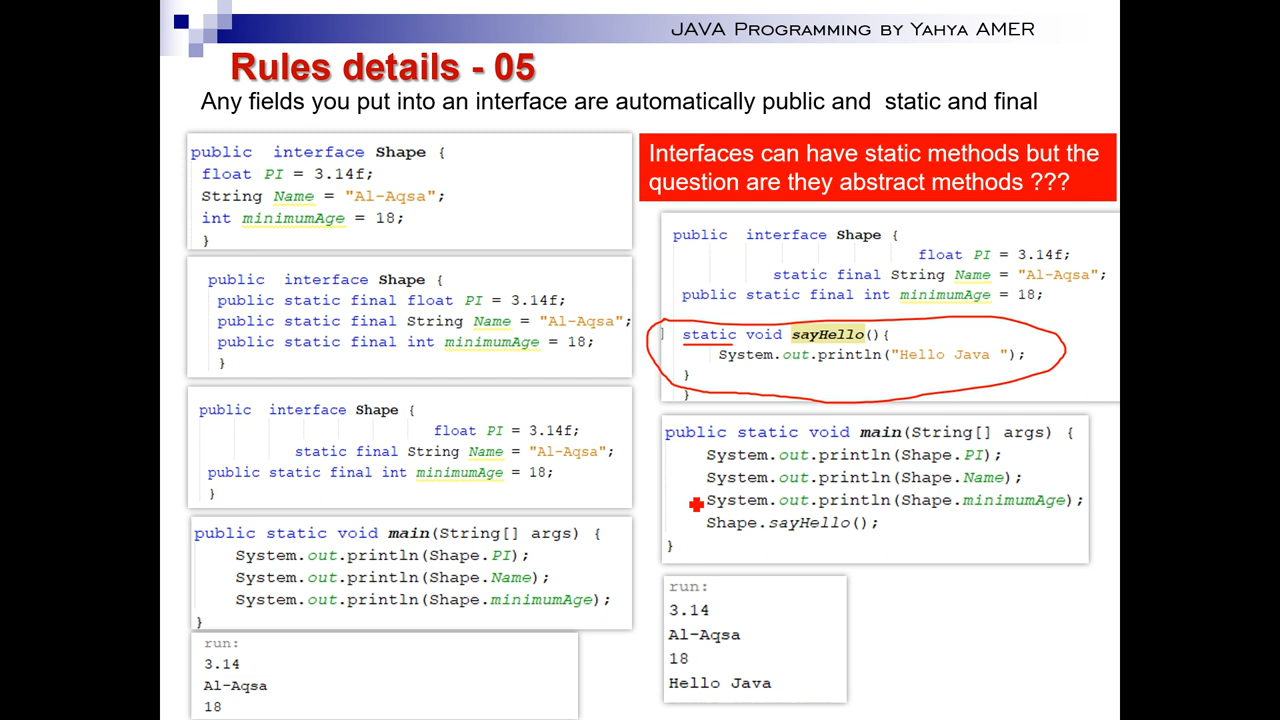 JAVA Programming by Yahya AMER
Rules details - 05
Any fields you put into an interface are automatically public and  static and final
public  interface Shape {
float PI = 3.14f;
String Name = "Al-Aqsa";
int minimumAge = 18;
}
public  interface Shape {
public static final float PI = 3.14f;
public static final String Name = "Al-Aqsa";
public static final int minimumAge = 18;
}
public  interface Shape {
float PI = 3.14f;
static final String Name = "Al-Aqsa";
public static final int minimumAge = 18;
}
public static void main(String[] args) {
System.out.println(Shape.PI);
System.out.println(Shape.Name);
System.out.println(Shape.minimumAge);
}
run:
3.14
Al-Aqsa
18
Interfaces can have static methods but the
question are they abstract methods ???
public  interface Shape {
float PI = 3.14f;
static final String Name = "Al-Aqsa";
public static final int minimumAge = 18;
static void sayHello(){
System.out.println("Hello Java ");
}
}
public static void main(String[] args) {
System.out.println(Shape.PI);
System.out.println(Shape.Name);
System.out.println(Shape.minimumAge);
Shape.sayHello();
}
run:
3.14
Al-Aqsa
18
Hello Java